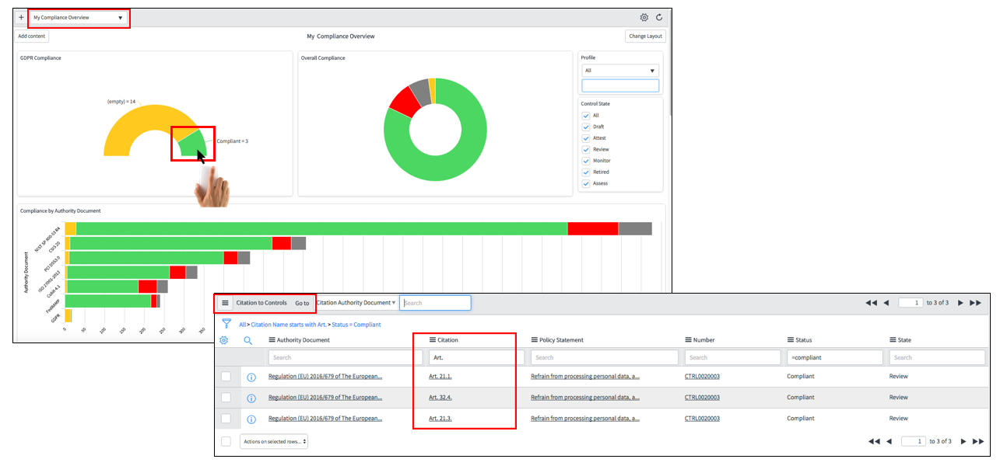 + My Compliance Overview ▼
Add content
My Compliance Overview
Change Layout
GDPR Compliance
(empty) = 14
Compliant = 3
Overall Compliance
Profile
All ▼
Control State
All
Draft
Attest
Review
Monitor
Retired
Assess
Compliance by Authority Document
Authority Document
NIST SP 800-53 R4
CSIS 20
PCI DSS3.0
ISO 27001-2013
Cobit 4.1
FedRAMP
GDPR
0
50
100
150
200
250
300
350
Citation to Controls Go to Citation Authority Document ▼ Search
1 to 3 of 3
All > Citation Name starts with Art. > Status = Compliant
Authority Document Citation Policy Statement Number Status State
Search Art. Search Search =compliant Search
Regulation (EU) 2016/679 of The European... Art. 21.1. Refrain from processing personal data, a... CTRL0020003 Compliant Review
Regulation (EU) 2016/679 of The European... Art. 32.4. Refrain from processing personal data, a... CTRL0020003 Compliant Review
Regulation (EU) 2016/679 of The European... Art. 21.3. Refrain from processing personal data, a... CTRL0020003 Compliant Review
Actions on selected rows...
1 to 3 of 3